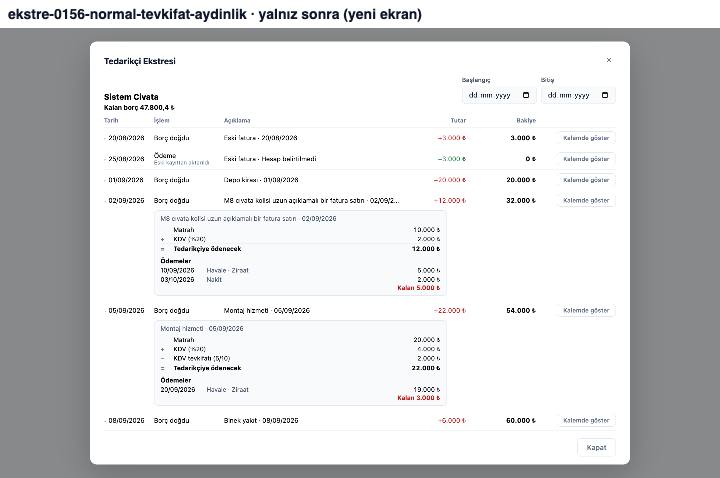 ekstre-0156-normal-tevkifat-aydinlik · yalnız sonra (yeni ekran)
Tedarikçi Ekstresi ×
Başlangıç Bitiş
dd mm yyyy dd mm yyyy
Sistem Civata
Kalan borç 47.800,4 ₺
Tarih İşlem Açıklama Tutar Bakiye
20/08/2026 Borç doğdu Eski fatura · 20/08/2026 +3.000 ₺ 3.000 ₺ Kalemde göster
25/08/2026 Ödeme Eski fatura · Hesap belirtilmedi −3.000 ₺ 0 ₺ Kalemde göster
Eski kayıttan aktarıldı
01/09/2026 Borç doğdu Depo kirası · 01/09/2026 +20.000 ₺ 20.000 ₺ Kalemde göster
02/09/2026 Borç doğdu M8 cıvata kolisi uzun açıklamalı bir fatura satırı · 02/09/2... +12.000 ₺ 32.000 ₺ Kalemde göster
M8 cıvata kolisi uzun açıklamalı bir fatura satırı · 02/09/2026
Matrah 10.000 ₺
+ KDV (%20) 2.000 ₺
= Tedarikçiye ödenecek 12.000 ₺
Ödemeler
10/09/2026 Havale · Ziraat 5.000 ₺
03/10/2026 Nakit 2.000 ₺
Kalan 5.000 ₺
05/09/2026 Borç doğdu Montaj hizmeti · 05/09/2026 +22.000 ₺ 54.000 ₺ Kalemde göster
Montaj hizmeti · 05/09/2026
Matrah 20.000 ₺
+ KDV (%20) 4.000 ₺
− KDV tevkifatı (5/10) 2.000 ₺
= Tedarikçiye ödenecek 22.000 ₺
Ödemeler
20/09/2026 Havale · Ziraat 19.000 ₺
Kalan 3.000 ₺
08/09/2026 Borç doğdu Binek yakıt · 08/09/2026 +6.000 ₺ 60.000 ₺ Kalemde göster
Kapat